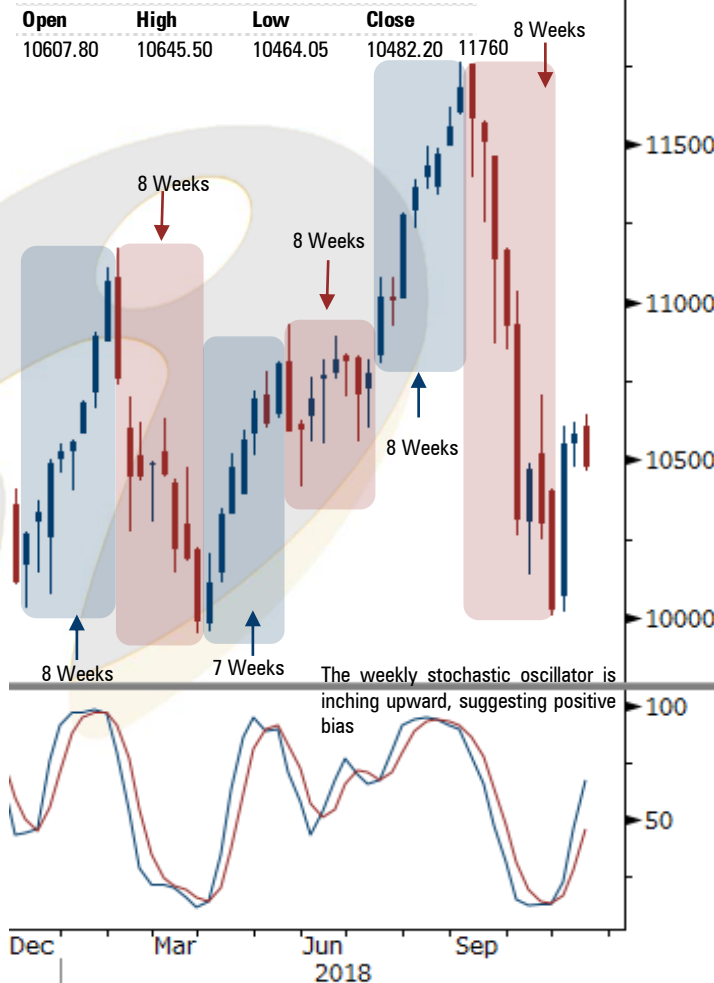 Open High Low Close
10607.80 10645.50 10464.05 10482.20
11760
8 Weeks
11500
8 Weeks
8 Weeks
11000
8 Weeks
10500
10000
8 Weeks
7 Weeks
The weekly stochastic oscillator is
inching upward, suggesting positive
bias
100
50
Dec Mar Jun Sep
2018